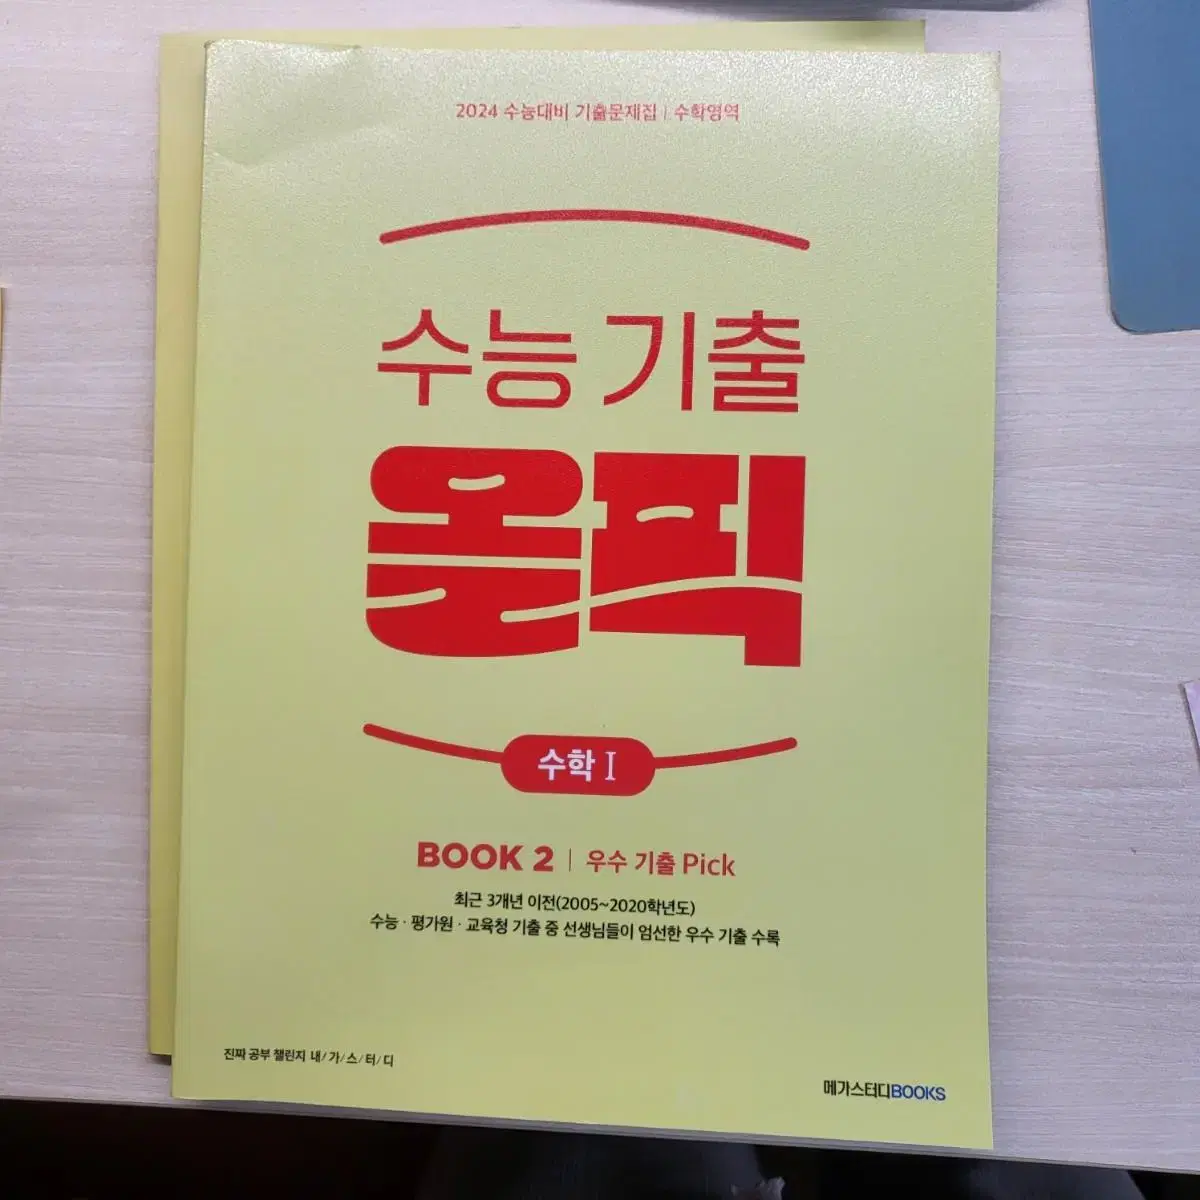 2024 수능대비 기출문제집 | 수학영역
수능 기출
올픽
수학 I
BOOK 2 | 우수 기출 Pick
최근 3개년 이전(2005~2020학년도)
수능 · 평가원 · 교육청 기출 중 선생님들이 엄선한 우수 기출 수록
진짜 공부 챌린지 내/가/스/터/디
메가스터디BOOKS